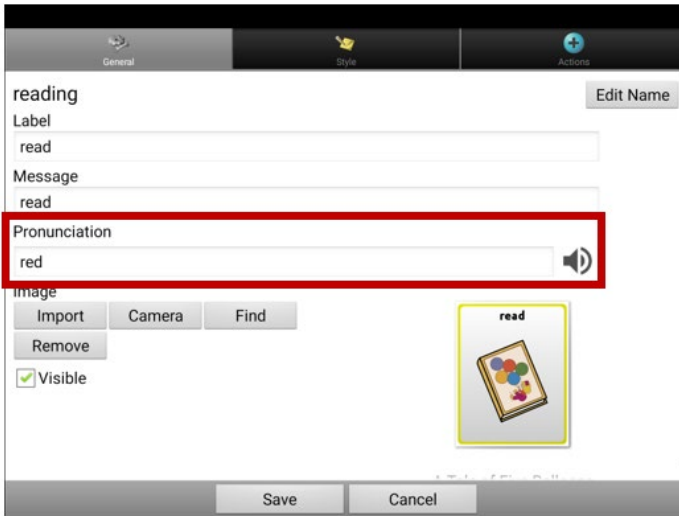 General Style Actions
reading Edit Name
Label
read
Message
read
Pronunciation
red
Image
Import Camera Find
read
Remove
Visible
Save Cancel